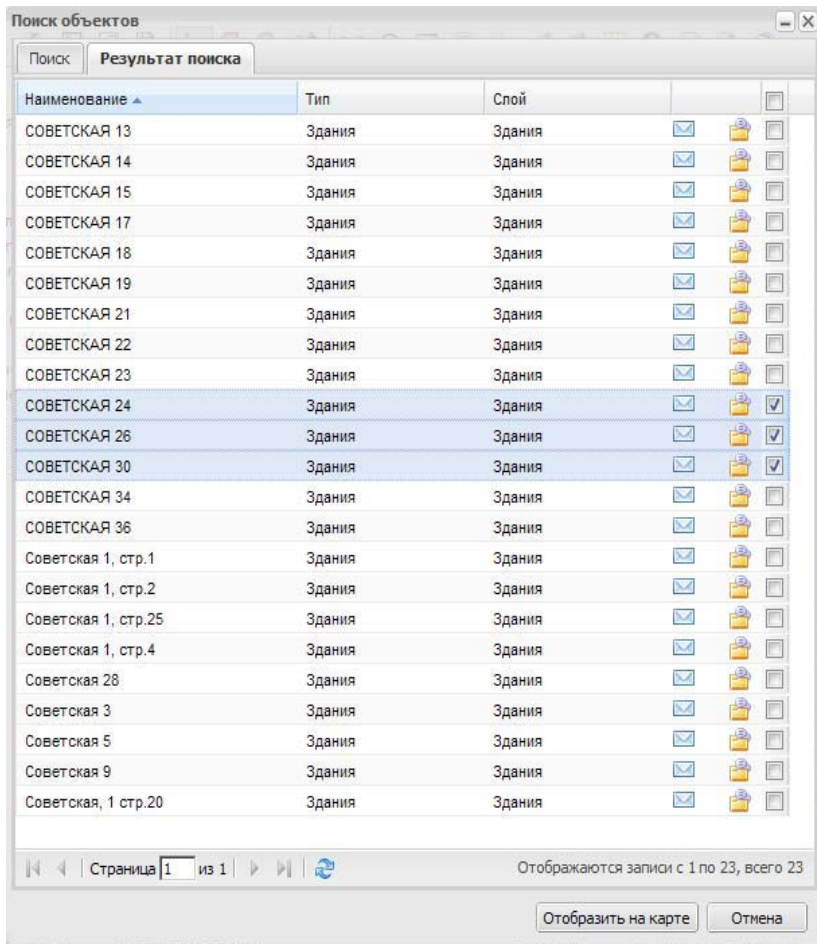 Поиск объектов
Поиск Результат поиска
Наименование Тип Слой
СОВЕТСКАЯ 13 Здания Здания
СОВЕТСКАЯ 14 Здания Здания
СОВЕТСКАЯ 15 Здания Здания
СОВЕТСКАЯ 17 Здания Здания
СОВЕТСКАЯ 18 Здания Здания
СОВЕТСКАЯ 19 Здания Здания
СОВЕТСКАЯ 21 Здания Здания
СОВЕТСКАЯ 22 Здания Здания
СОВЕТСКАЯ 23 Здания Здания
СОВЕТСКАЯ 24 Здания Здания
СОВЕТСКАЯ 26 Здания Здания
СОВЕТСКАЯ 30 Здания Здания
СОВЕТСКАЯ 34 Здания Здания
СОВЕТСКАЯ 36 Здания Здания
Советская 1, стр.1 Здания Здания
Советская 1, стр.2 Здания Здания
Советская 1, стр.25 Здания Здания
Советская 1, стр.4 Здания Здания
Советская 28 Здания Здания
Советская 3 Здания Здания
Советская 5 Здания Здания
Советская 9 Здания Здания
Советская, 1 стр.20 Здания Здания
Страница 1 из 1 Отображаются записи с 1 по 23, всего 23
Отобразить на карте Отмена